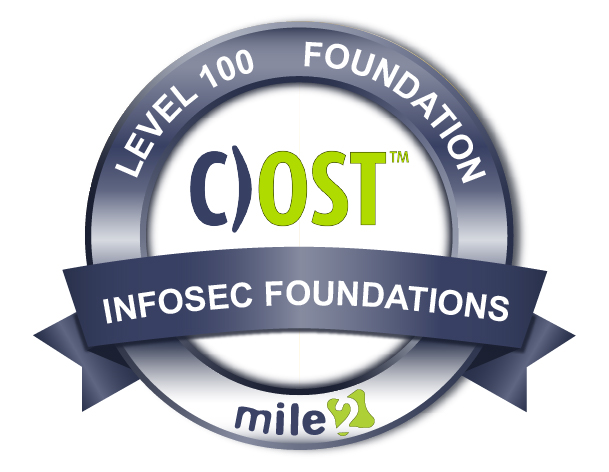 LEVEL 100 FOUNDATION
C)OST™
INFOSEC FOUNDATIONS
mile2